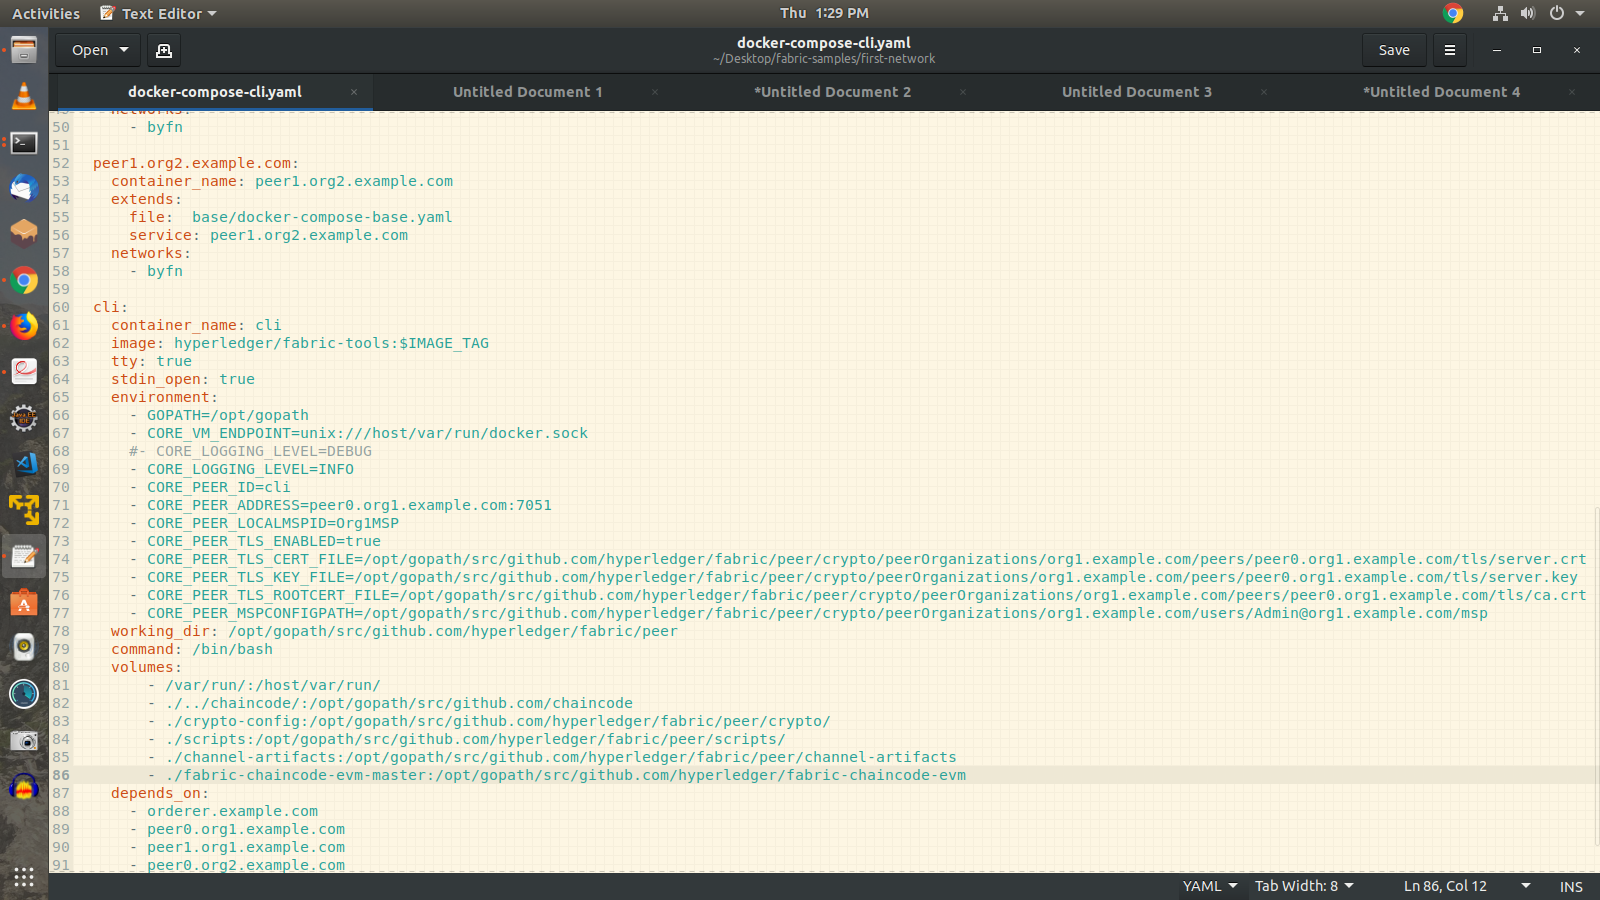 Activities Text Editor Thu 1:29 PM
Open docker-compose-cli.yaml Save
~/Desktop/fabric-samples/first-network
docker-compose-cli.yaml × Untitled Document 1 × *Untitled Document 2 × Untitled Document 3 × *Untitled Document 4 ×
49 networks:
50 - byfn
51
52 peer1.org2.example.com:
53 container_name: peer1.org2.example.com
54 extends:
55 file:  base/docker-compose-base.yaml
56 service: peer1.org2.example.com
57 networks:
58 - byfn
59
60 cli:
61 container_name: cli
62 image: hyperledger/fabric-tools:$IMAGE_TAG
63 tty: true
64 stdin_open: true
65 environment:
66 - GOPATH=/opt/gopath
67 - CORE_VM_ENDPOINT=unix:///host/var/run/docker.sock
68 #- CORE_LOGGING_LEVEL=DEBUG
69 - CORE_LOGGING_LEVEL=INFO
70 - CORE_PEER_ID=cli
71 - CORE_PEER_ADDRESS=peer0.org1.example.com:7051
72 - CORE_PEER_LOCALMSPID=Org1MSP
73 - CORE_PEER_TLS_ENABLED=true
74 - CORE_PEER_TLS_CERT_FILE=/opt/gopath/src/github.com/hyperledger/fabric/peer/crypto/peerOrganizations/org1.example.com/peers/peer0.org1.example.com/tls/server.crt
75 - CORE_PEER_TLS_KEY_FILE=/opt/gopath/src/github.com/hyperledger/fabric/peer/crypto/peerOrganizations/org1.example.com/peers/peer0.org1.example.com/tls/server.key
76 - CORE_PEER_TLS_ROOTCERT_FILE=/opt/gopath/src/github.com/hyperledger/fabric/peer/crypto/peerOrganizations/org1.example.com/peers/peer0.org1.example.com/tls/ca.crt
77 - CORE_PEER_MSPCONFIGPATH=/opt/gopath/src/github.com/hyperledger/fabric/peer/crypto/peerOrganizations/org1.example.com/users/Admin@org1.example.com/msp
78 working_dir: /opt/gopath/src/github.com/hyperledger/fabric/peer
79 command: /bin/bash
80 volumes:
81 - /var/run/:/host/var/run/
82 - ./../chaincode/:/opt/gopath/src/github.com/chaincode
83 - ./crypto-config:/opt/gopath/src/github.com/hyperledger/fabric/peer/crypto/
84 - ./scripts:/opt/gopath/src/github.com/hyperledger/fabric/peer/scripts/
85 - ./channel-artifacts:/opt/gopath/src/github.com/hyperledger/fabric/peer/channel-artifacts
86 - ./fabric-chaincode-evm-master:/opt/gopath/src/github.com/hyperledger/fabric-chaincode-evm
87 depends_on:
88 - orderer.example.com
89 - peer0.org1.example.com
90 - peer1.org1.example.com
91 - peer0.org2.example.com
YAML Tab Width: 8 Ln 86, Col 12 INS